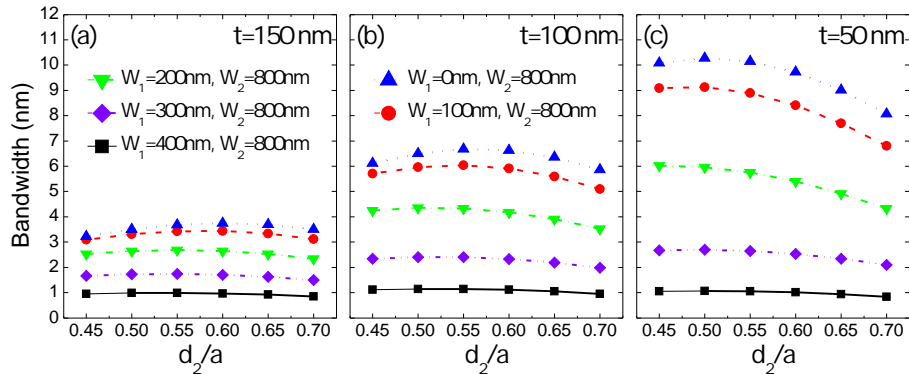 (a) t=150 nm
(b) t=100 nm
(c) t=50 nm
W1=200nm, W2=800nm
W1=300nm, W2=800nm
W1=400nm, W2=800nm
W1=0nm, W2=800nm
W1=100nm, W2=800nm
Bandwidth (nm)
12
11
10
9
8
7
6
5
4
3
2
1
0
0.45 0.50 0.55 0.60 0.65 0.70
0.45 0.50 0.55 0.60 0.65 0.70
0.45 0.50 0.55 0.60 0.65 0.70
d2/a
d2/a
d2/a